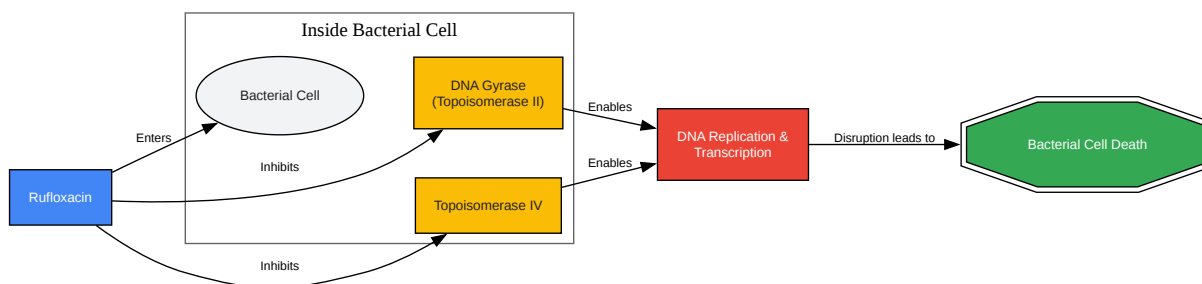 Inside Bacterial Cell
Rufloxacin
Enters
Inhibits
Inhibits
Bacterial Cell
DNA Gyrase
(Topoisomerase II)
Topoisomerase IV
Enables
Enables
DNA Replication &
Transcription
Disruption leads to
Bacterial Cell Death